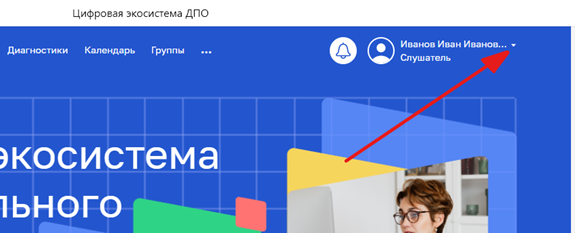 Цифровая экосистема ДПО
Диагностики Календарь Группы ...
Иванов Иван Иванов...
Слушатель
экосистема
льного